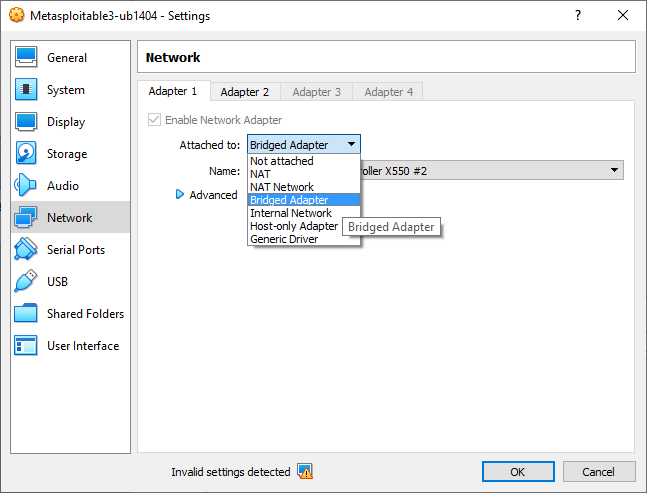 Metasploitable3-ub1404 - Settings
?
General
System
Display
Storage
Audio
Network
Serial Ports
USB
Shared Folders
User Interface
Network
Adapter 1 Adapter 2 Adapter 3 Adapter 4
Enable Network Adapter
Attached to: Bridged Adapter
Not attached
NAT
NAT Network
Bridged Adapter
Internal Network
Host-only Adapter
Generic Driver
Bridged Adapter
Name: roller X550 #2
Advanced
Invalid settings detected
OK Cancel